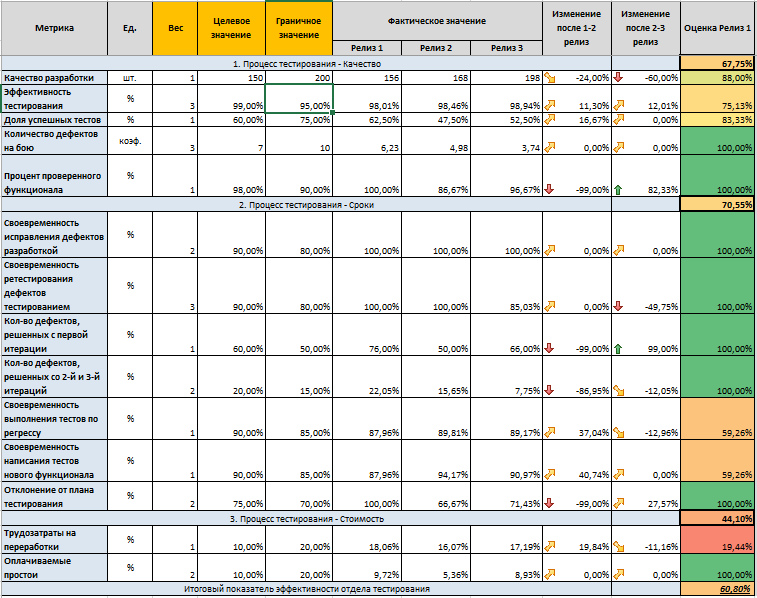 Метрика Ед. Вес Целевое значение Граничное значение Фактическое значение Изменение после 1-2 релиз Изменение после 2-3 релиз Оценка Релиз 1
Релиз 1 Релиз 2 Релиз 3
1. Процесс тестирования - Качество 67,75%
Качество разработки шт. 1 150 200 156 168 198 -24,00% -60,00% 88,00%
Эффективность тестирования % 3 99,00% 95,00% 98,01% 98,46% 98,94% 11,30% 12,01% 75,13%
Доля успешных тестов % 1 60,00% 75,00% 62,50% 47,50% 52,50% 16,67% 0,00% 83,33%
Количество дефектов на бою коэф. 3 7 10 6,23 4,98 3,74 0,00% 0,00% 100,00%
Процент проверенного функционала % 1 98,00% 90,00% 100,00% 86,67% 96,67% -99,00% 82,33% 100,00%
2. Процесс тестирования - Сроки 70,55%
Своевременность исправления дефектов разработкой % 2 90,00% 80,00% 100,00% 100,00% 100,00% 0,00% 0,00% 100,00%
Своевременность ретестирования дефектов тестированием % 3 90,00% 80,00% 100,00% 100,00% 85,03% 0,00% -49,75% 100,00%
Кол-во дефектов, решенных с первой итерации % 1 60,00% 50,00% 76,00% 50,00% 66,00% -99,00% 99,00% 100,00%
Кол-во дефектов, решенных со 2-й и 3-й итераций % 2 20,00% 15,00% 22,05% 15,65% 7,75% -86,95% -12,05% 100,00%
Своевременность выполнения тестов по регрессу % 1 90,00% 85,00% 87,96% 89,81% 89,17% 37,04% -12,96% 59,26%
Своевременность написания тестов нового функционала % 1 90,00% 85,00% 87,96% 94,17% 90,97% 40,74% 0,00% 59,26%
Отклонение от плана тестирования % 2 75,00% 70,00% 100,00% 66,67% 71,43% -99,00% 27,57% 100,00%
3. Процесс тестирования - Стоимость 44,10%
Трудозатраты на переработки % 1 10,00% 20,00% 18,06% 16,07% 17,19% 19,84% -11,16% 19,44%
Оплачиваемые простои % 2 10,00% 20,00% 9,72% 5,36% 8,93% 0,00% 0,00% 100,00%
Итоговый показатель эффективности отдела тестирования 60,80%